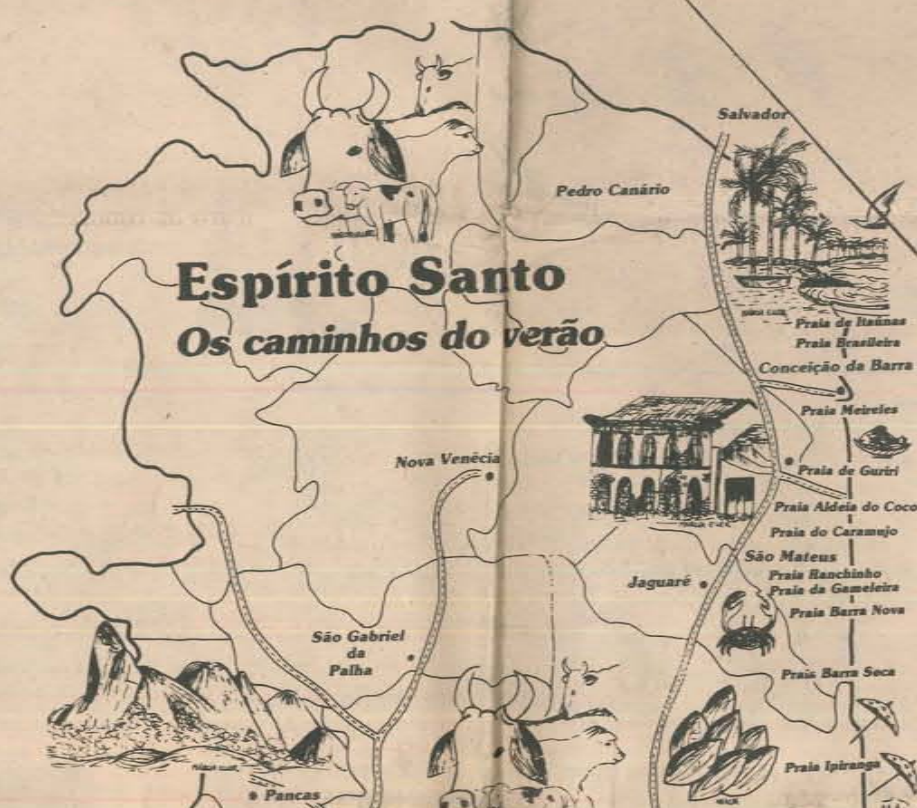 Salvador
Pedro Canário
Espírito Santo
Os caminhos do verão
Praia de Itaúnas
Praia Brasileira
Conceição da Barra
Praia Meireles
Nova Venécia
Praia de Guriri
Praia Aldeia do Coco
Praia do Caramujo
São Mateus
Jaguaré
Praia Ranchinho
Praia da Gameleira
Praia Barra Nova
São Gabriel
da
Palha
Praia Barra Seca
Praia Ipiranga
Pancas